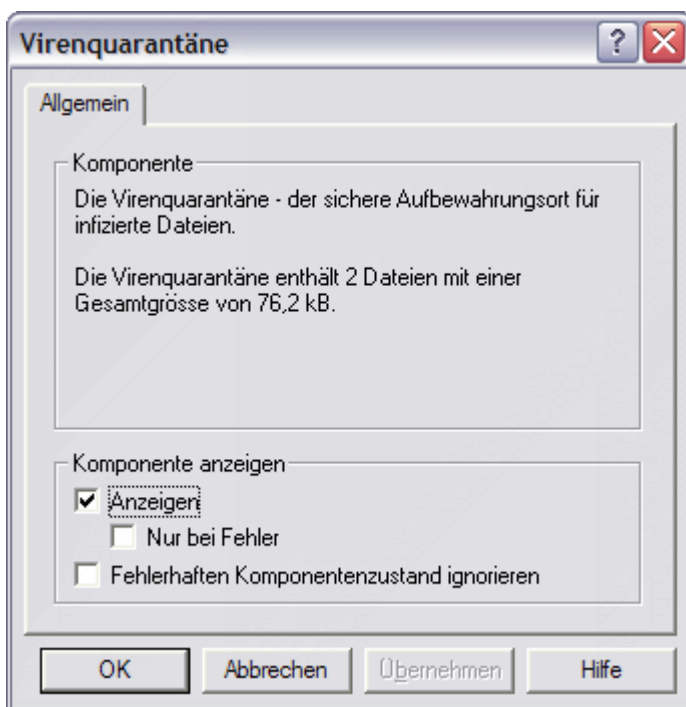 Virenquarantäne
Allgemein
Komponente
Die Virenquarantäne - der sichere Aufbewahrungsort für
infizierte Dateien.
Die Virenquarantäne enthält 2 Dateien mit einer
Gesamtgrösse von 76,2 kB.
Komponente anzeigen
Anzeigen
Nur bei Fehler
Fehlerhaften Komponentenzustand ignorieren
OK Abbrechen Übernehmen Hilfe